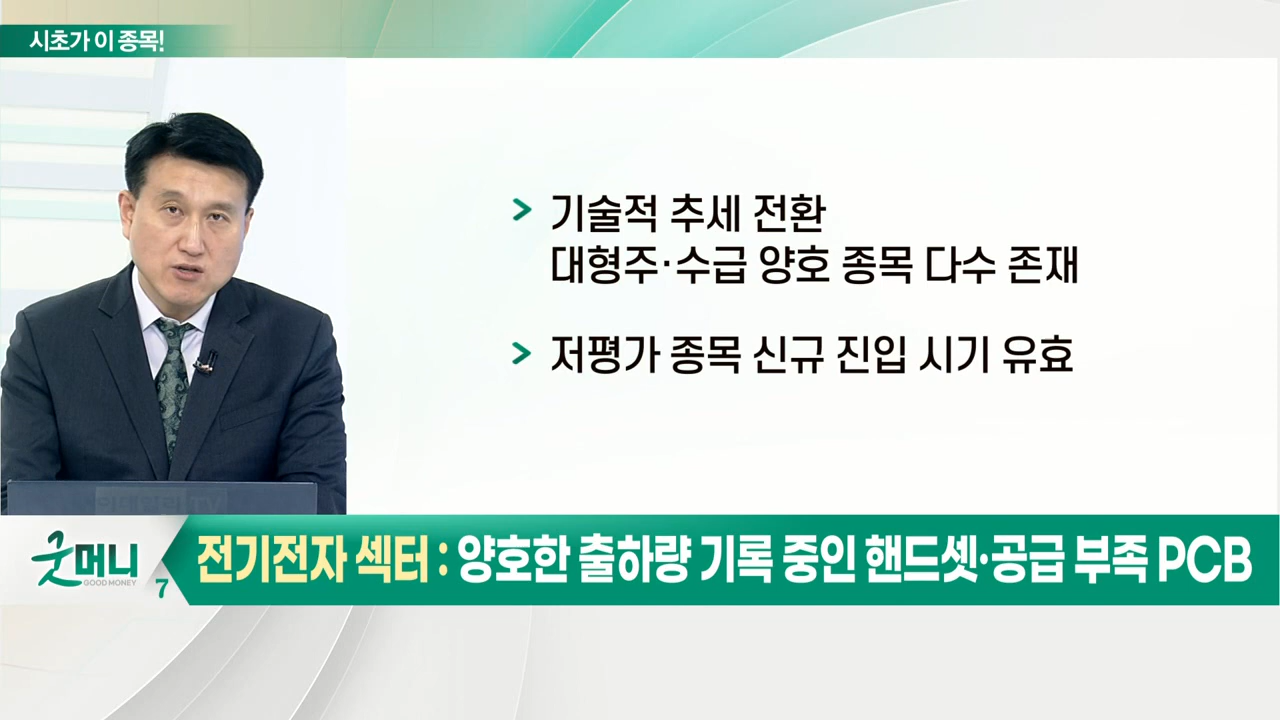 시초가 이 종목!
> 기술적 추세 전환
대형주·수급 양호 종목 다수 존재
> 저평가 종목 신규 진입 시기 유효
굿머니
GOOD MONEY
7
전기전자 섹터 : 양호한 출하량 기록 중인 핸드셋·공급 부족 PCB